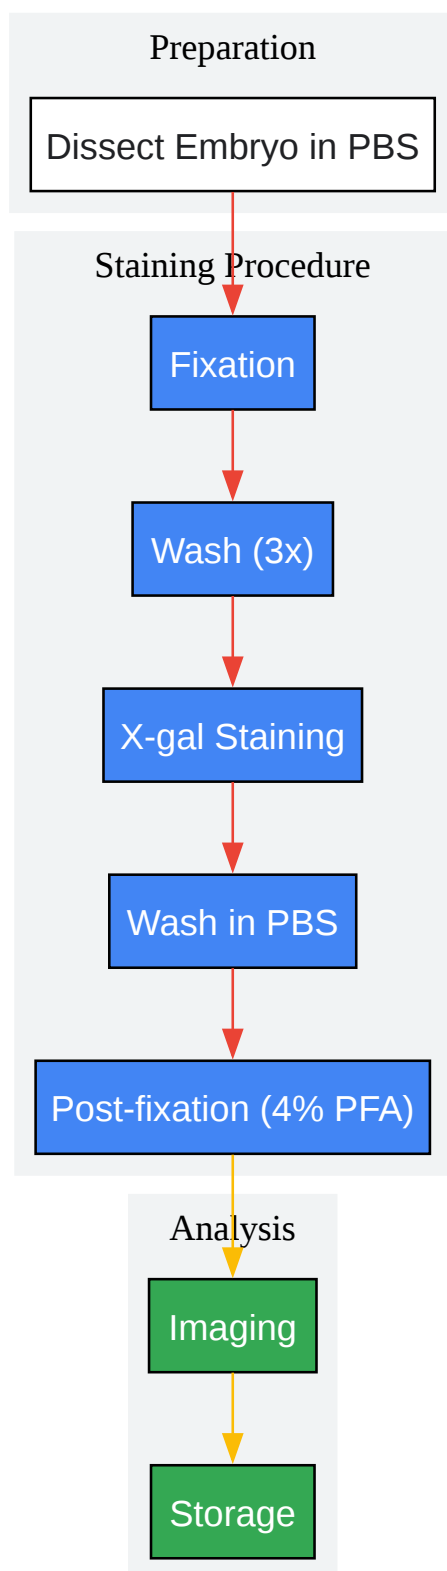 Preparation
Dissect Embryo in PBS
Staining Procedure
Fixation
Wash (3x)
X-gal Staining
Wash in PBS
Post-fixation (4% PFA)
Analysis
Imaging
Storage